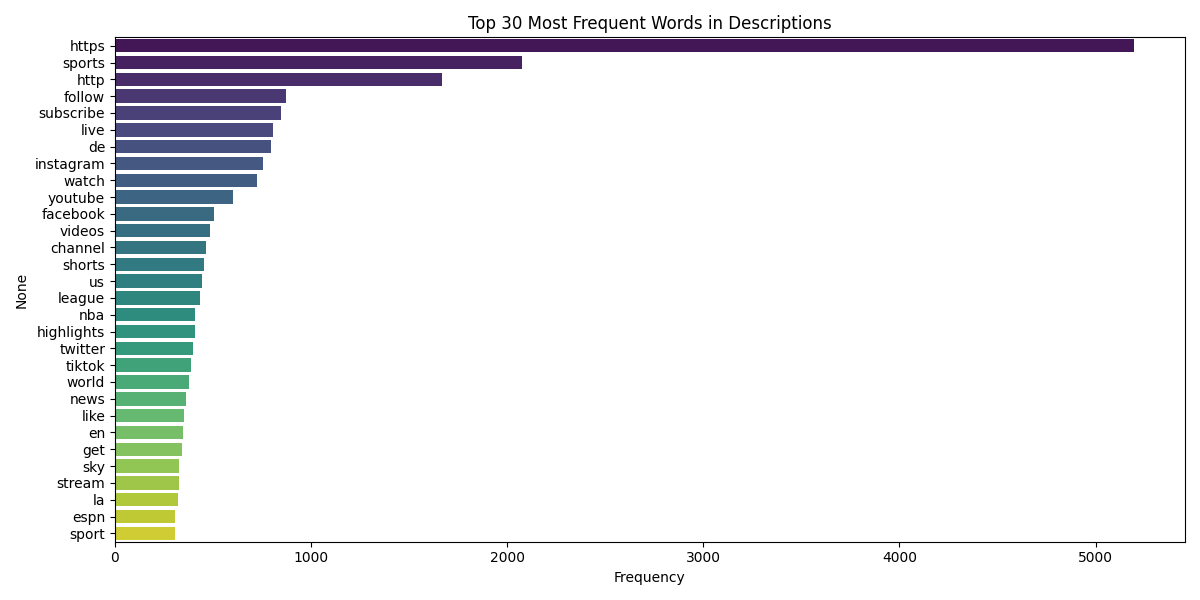 Top 30 Most Frequent Words in Descriptions
https
sports
http
follow
subscribe
live
de
instagram
watch
youtube
facebook
videos
channel
shorts
us
league
nba
highlights
twitter
tiktok
world
news
like
en
get
sky
stream
la
espn
sport
None
0 1000 2000 3000 4000 5000
Frequency